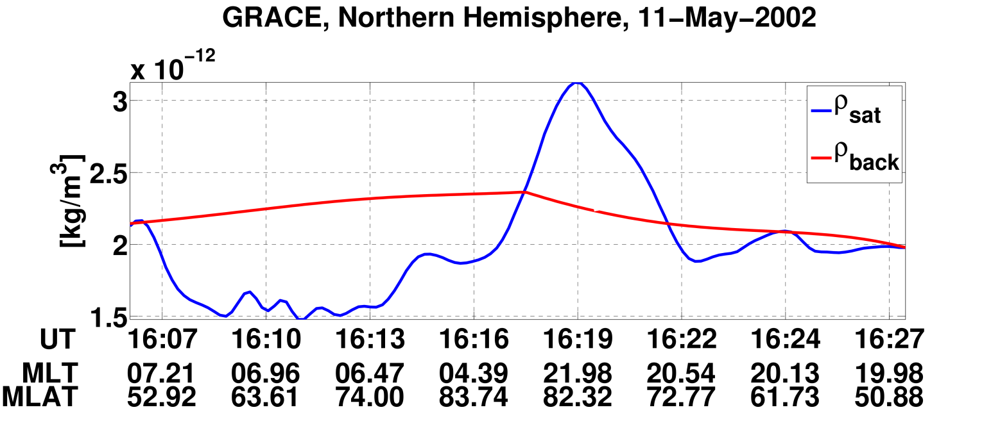 GRACE, Northern Hemisphere, 11−May−2002
x 10−12
3
2.5
2
1.5
[kg/m3]
ρsat
ρback
UT 16:07 16:10 16:13 16:16 16:19 16:22 16:24 16:27
MLT 07.21 06.96 06.47 04.39 21.98 20.54 20.13 19.98
MLAT 52.92 63.61 74.00 83.74 82.32 72.77 61.73 50.88